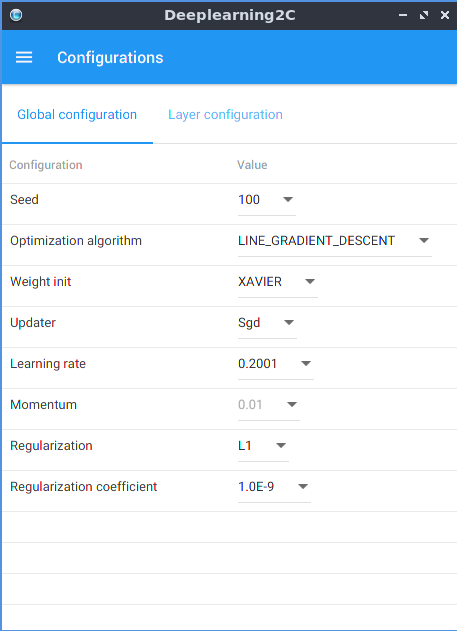 Deeplearning2C
Configurations
Global configuration Layer configuration
Configuration Value
Seed 100
Optimization algorithm LINE_GRADIENT_DESCENT
Weight init XAVIER
Updater Sgd
Learning rate 0.2001
Momentum 0.01
Regularization L1
Regularization coefficient 1.0E-9